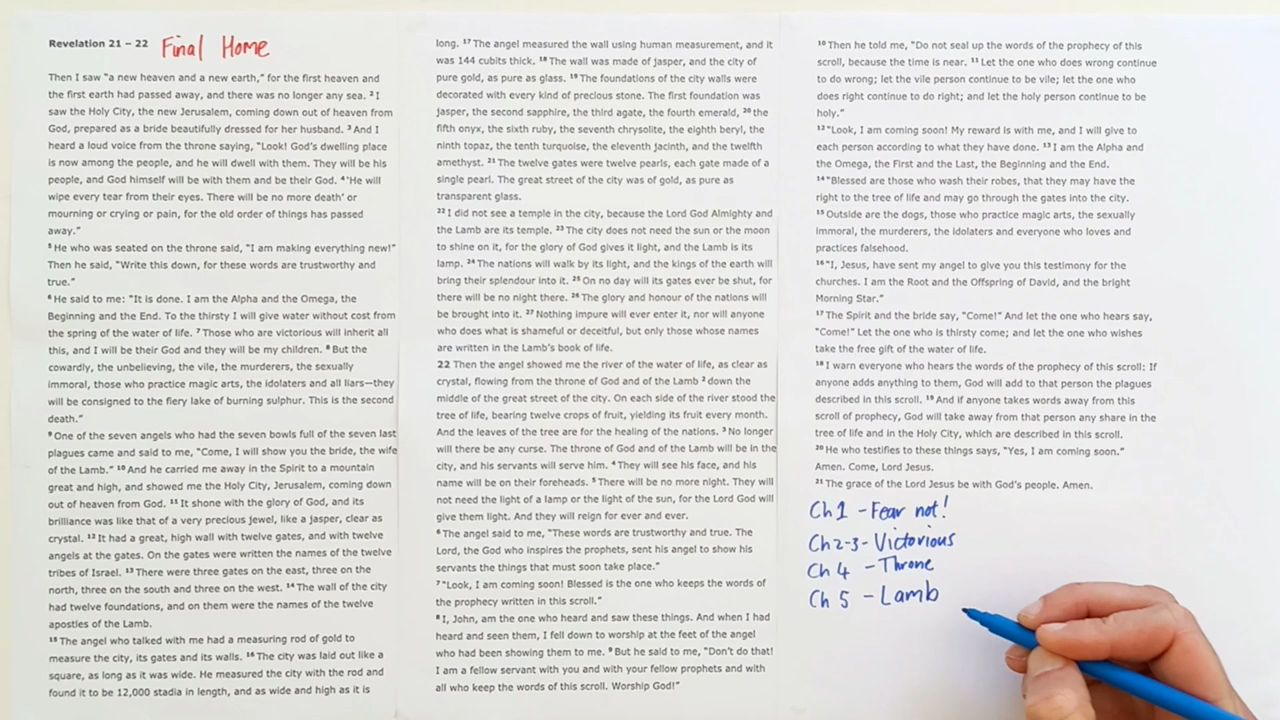 Revelation 21 – 22 Final Home
Then I saw “a new heaven and a new earth,” for the first heaven and
the first earth had passed away, and there was no longer any sea. ² I
saw the Holy City, the new Jerusalem, coming down out of heaven from
God, prepared as a bride beautifully dressed for her husband. ³ And I
heard a loud voice from the throne saying, “Look! God’s dwelling place
is now among the people, and he will dwell with them. They will be his
people, and God himself will be with them and be their God. ⁴ ‘He will
wipe every tear from their eyes. There will be no more death’ or
mourning or crying or pain, for the old order of things has passed
away.”
⁵ He who was seated on the throne said, “I am making everything new!”
Then he said, “Write this down, for these words are trustworthy and
true.”
⁶ He said to me: “It is done. I am the Alpha and the Omega, the
Beginning and the End. To the thirsty I will give water without cost from
the spring of the water of life. ⁷ Those who are victorious will inherit all
this, and I will be their God and they will be my children. ⁸ But the
cowardly, the unbelieving, the vile, the murderers, the sexually
immoral, those who practice magic arts, the idolaters and all liars—they
will be consigned to the fiery lake of burning sulphur. This is the second
death.”
⁹ One of the seven angels who had the seven bowls full of the seven last
plagues came and said to me, “Come, I will show you the bride, the wife
of the Lamb.” ¹⁰ And he carried me away in the Spirit to a mountain
great and high, and showed me the Holy City, Jerusalem, coming down
out of heaven from God. ¹¹ It shone with the glory of God, and its
brilliance was like that of a very precious jewel, like a jasper, clear as
crystal. ¹² It had a great, high wall with twelve gates, and with twelve
angels at the gates. On the gates were written the names of the twelve
tribes of Israel. ¹³ There were three gates on the east, three on the
north, three on the south and three on the west. ¹⁴ The wall of the city
had twelve foundations, and on them were the names of the twelve
apostles of the Lamb.
¹⁵ The angel who talked with me had a measuring rod of gold to
measure the city, its gates and its walls. ¹⁶ The city was laid out like a
square, as long as it was wide. He measured the city with the rod and
found it to be 12,000 stadia in length, and as wide and high as it is
long. ¹⁷ The angel measured the wall using human measurement, and it
was 144 cubits thick. ¹⁸ The wall was made of jasper, and the city of
pure gold, as pure as glass. ¹⁹ The foundations of the city walls were
decorated with every kind of precious stone. The first foundation was
jasper, the second sapphire, the third agate, the fourth emerald, ²⁰ the
fifth onyx, the sixth ruby, the seventh chrysolite, the eighth beryl, the
ninth topaz, the tenth turquoise, the eleventh jacinth, and the twelfth
amethyst. ²¹ The twelve gates were twelve pearls, each gate made of a
single pearl. The great street of the city was of gold, as pure as
transparent glass.
²² I did not see a temple in the city, because the Lord God Almighty and
the Lamb are its temple. ²³ The city does not need the sun or the moon
to shine on it, for the glory of God gives it light, and the Lamb is its
lamp. ²⁴ The nations will walk by its light, and the kings of the earth will
bring their splendour into it. ²⁵ On no day will its gates ever be shut, for
there will be no night there. ²⁶ The glory and honour of the nations will
be brought into it. ²⁷ Nothing impure will ever enter it, nor will anyone
who does what is shameful or deceitful, but only those whose names
are written in the Lamb’s book of life.
22 Then the angel showed me the river of the water of life, as clear as
crystal, flowing from the throne of God and of the Lamb ² down the
middle of the great street of the city. On each side of the river stood the
tree of life, bearing twelve crops of fruit, yielding its fruit every month.
And the leaves of the tree are for the healing of the nations. ³ No longer
will there be any curse. The throne of God and of the Lamb will be in the
city, and his servants will serve him. ⁴ They will see his face, and his
name will be on their foreheads. ⁵ There will be no more night. They will
not need the light of a lamp or the light of the sun, for the Lord God will
give them light. And they will reign for ever and ever.
⁶ The angel said to me, “These words are trustworthy and true. The
Lord, the God who inspires the prophets, sent his angel to show his
servants the things that must soon take place.”
⁷ “Look, I am coming soon! Blessed is the one who keeps the words of
the prophecy written in this scroll.”
⁸ I, John, am the one who heard and saw these things. And when I had
heard and seen them, I fell down to worship at the feet of the angel
who had been showing them to me. ⁹ But he said to me, “Don’t do that!
I am a fellow servant with you and with your fellow prophets and with
all who keep the words of this scroll. Worship God!”
¹⁰ Then he told me, “Do not seal up the words of the prophecy of this
scroll, because the time is near. ¹¹ Let the one who does wrong continue
to do wrong; let the vile person continue to be vile; let the one who
does right continue to do right; and let the holy person continue to be
holy.”
¹² “Look, I am coming soon! My reward is with me, and I will give to
each person according to what they have done. ¹³ I am the Alpha and
the Omega, the First and the Last, the Beginning and the End.
¹⁴ “Blessed are those who wash their robes, that they may have the
right to the tree of life and may go through the gates into the city.
¹⁵ Outside are the dogs, those who practice magic arts, the sexually
immoral, the murderers, the idolaters and everyone who loves and
practices falsehood.
¹⁶ “I, Jesus, have sent my angel to give you this testimony for the
churches. I am the Root and the Offspring of David, and the bright
Morning Star.”
¹⁷ The Spirit and the bride say, “Come!” And let the one who hears say,
“Come!” Let the one who is thirsty come; and let the one who wishes
take the free gift of the water of life.
¹⁸ I warn everyone who hears the words of the prophecy of this scroll: If
anyone adds anything to them, God will add to that person the plagues
described in this scroll. ¹⁹ And if anyone takes words away from this
scroll of prophecy, God will take away from that person any share in the
tree of life and in the Holy City, which are described in this scroll.
²⁰ He who testifies to these things says, “Yes, I am coming soon.”
Amen. Come, Lord Jesus.
²¹ The grace of the Lord Jesus be with God’s people. Amen.
Ch 1 - Fear not!
Ch 2-3 - Victorious
Ch 4 - Throne
Ch 5 - Lamb